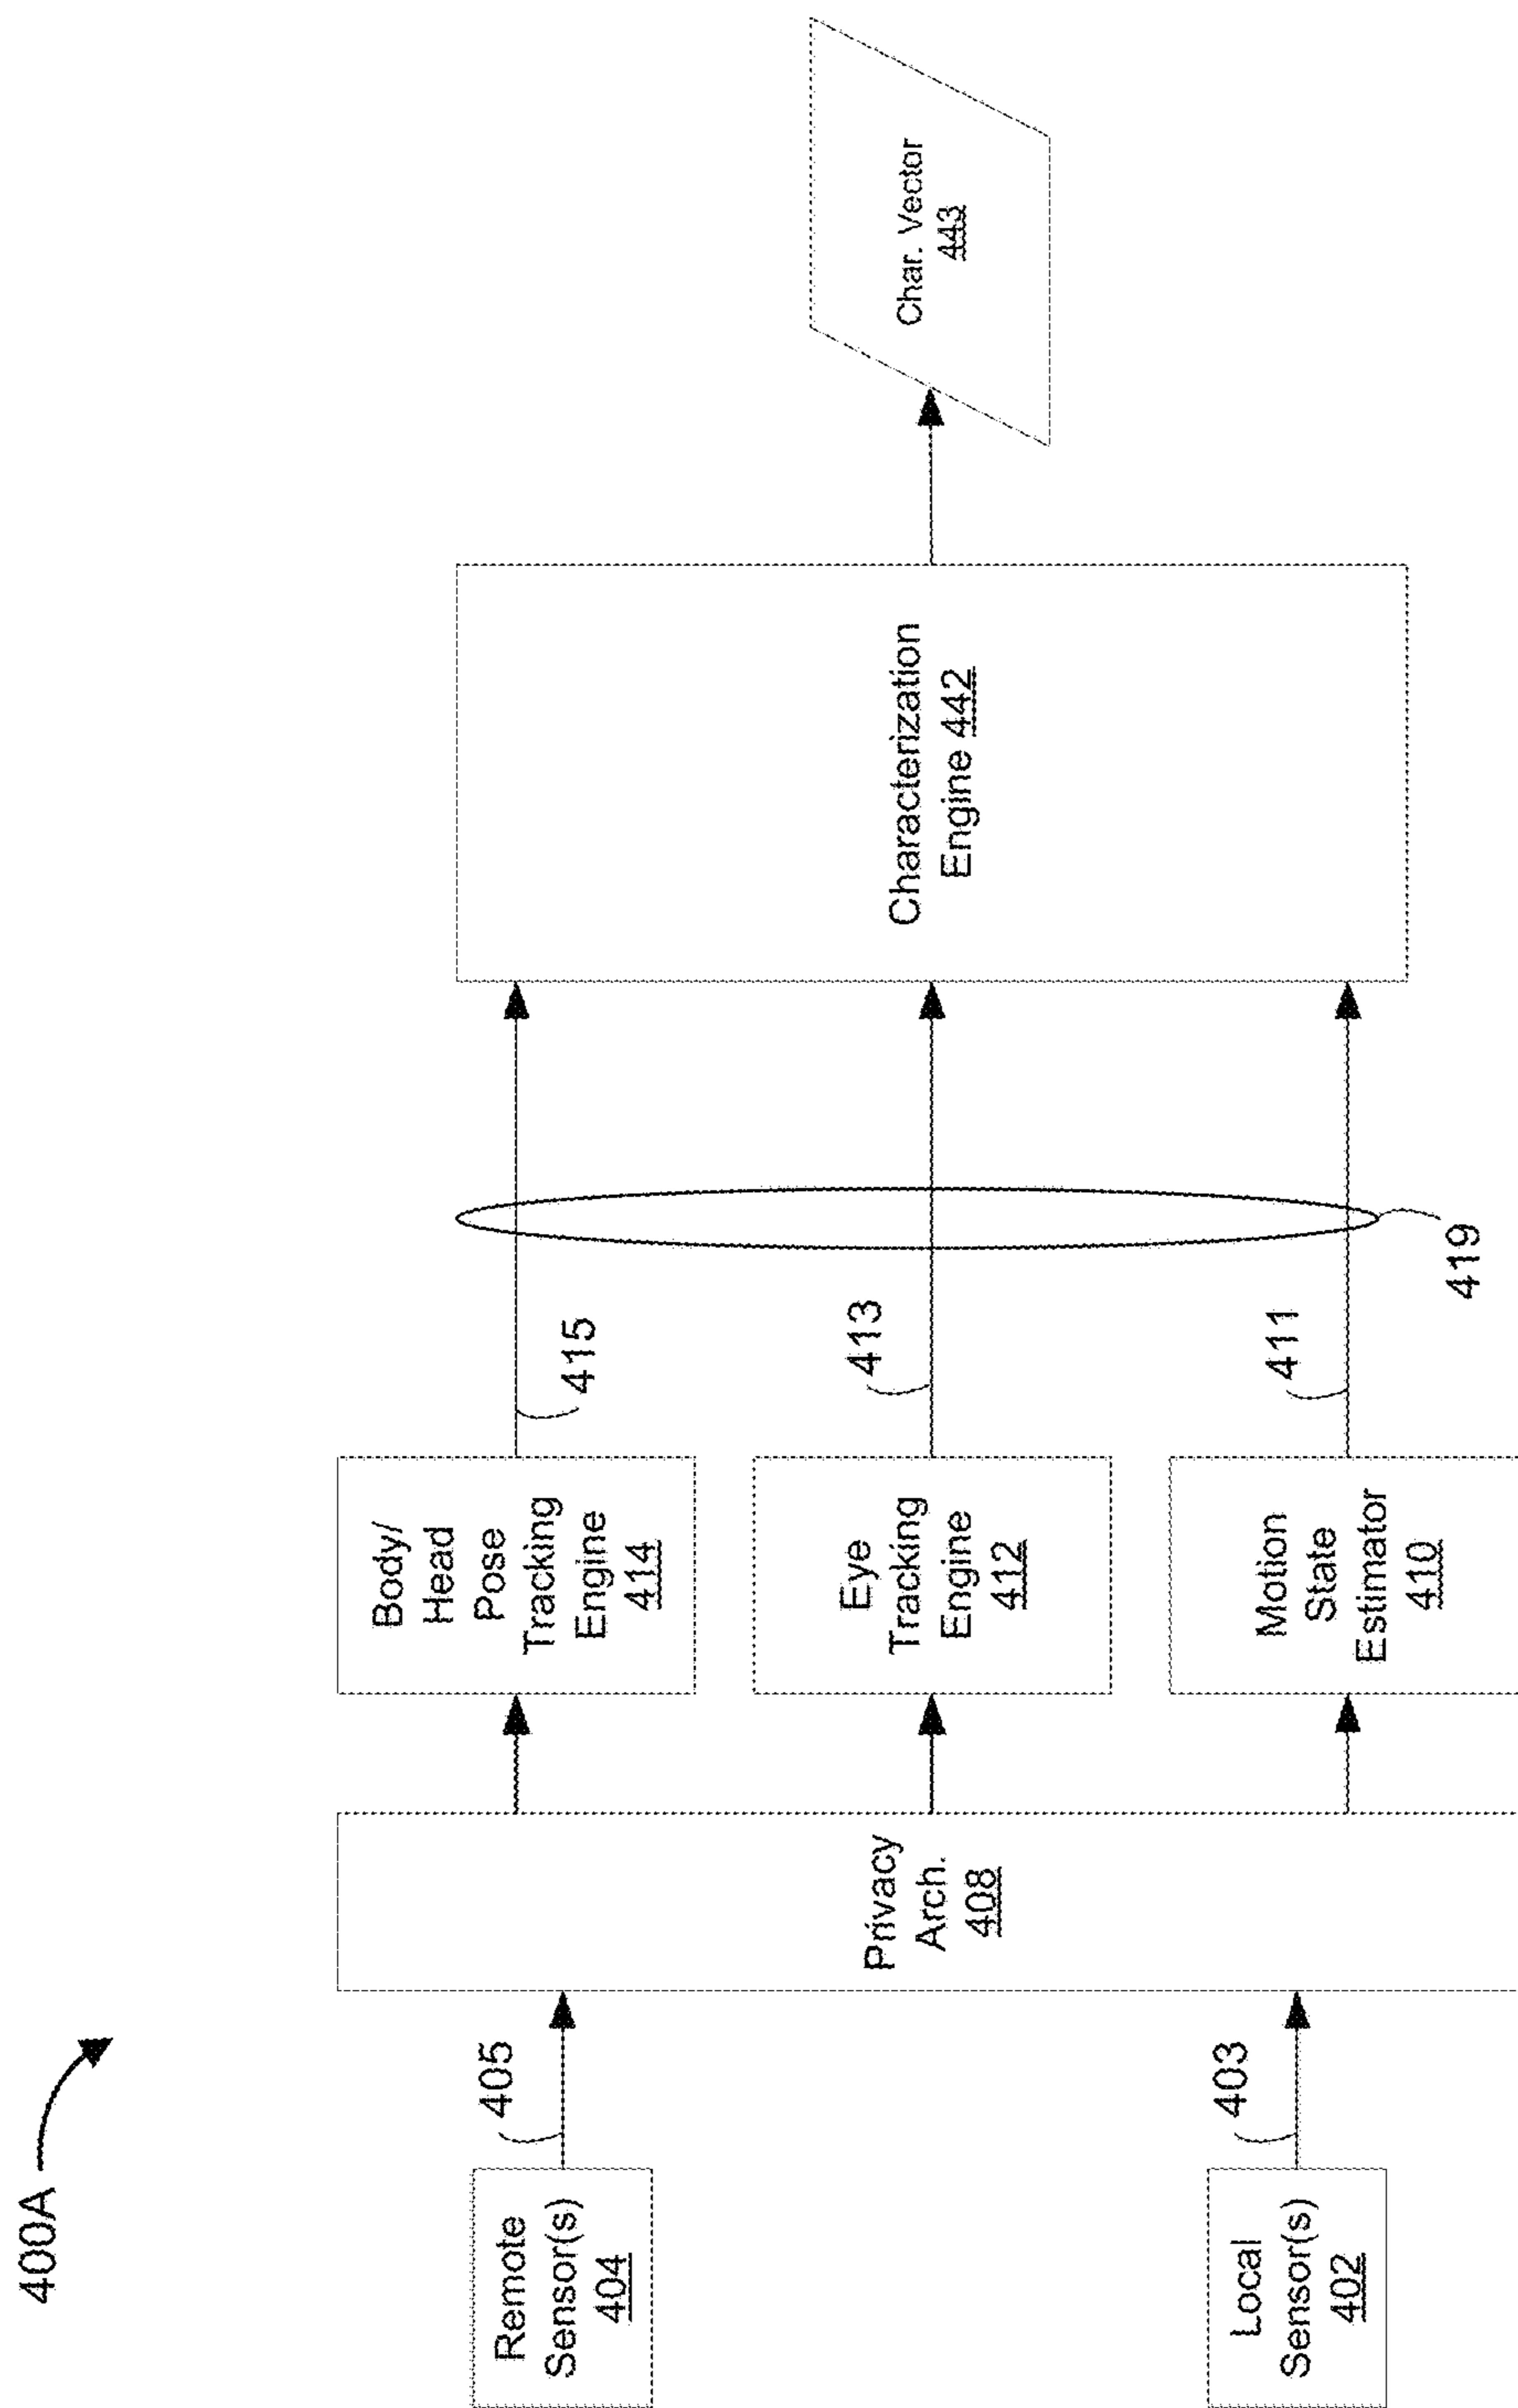 400A
Remote
Sensor(s)
404
405
Local
Sensor(s)
402
403
Privacy
Arch.
408
Body/
Head
Pose
Tracking
Engine
414
415
Eye
Tracking
Engine
412
413
Motion
State
Estimator
410
411
419
Characterization
Engine 442
Char. Vector
443